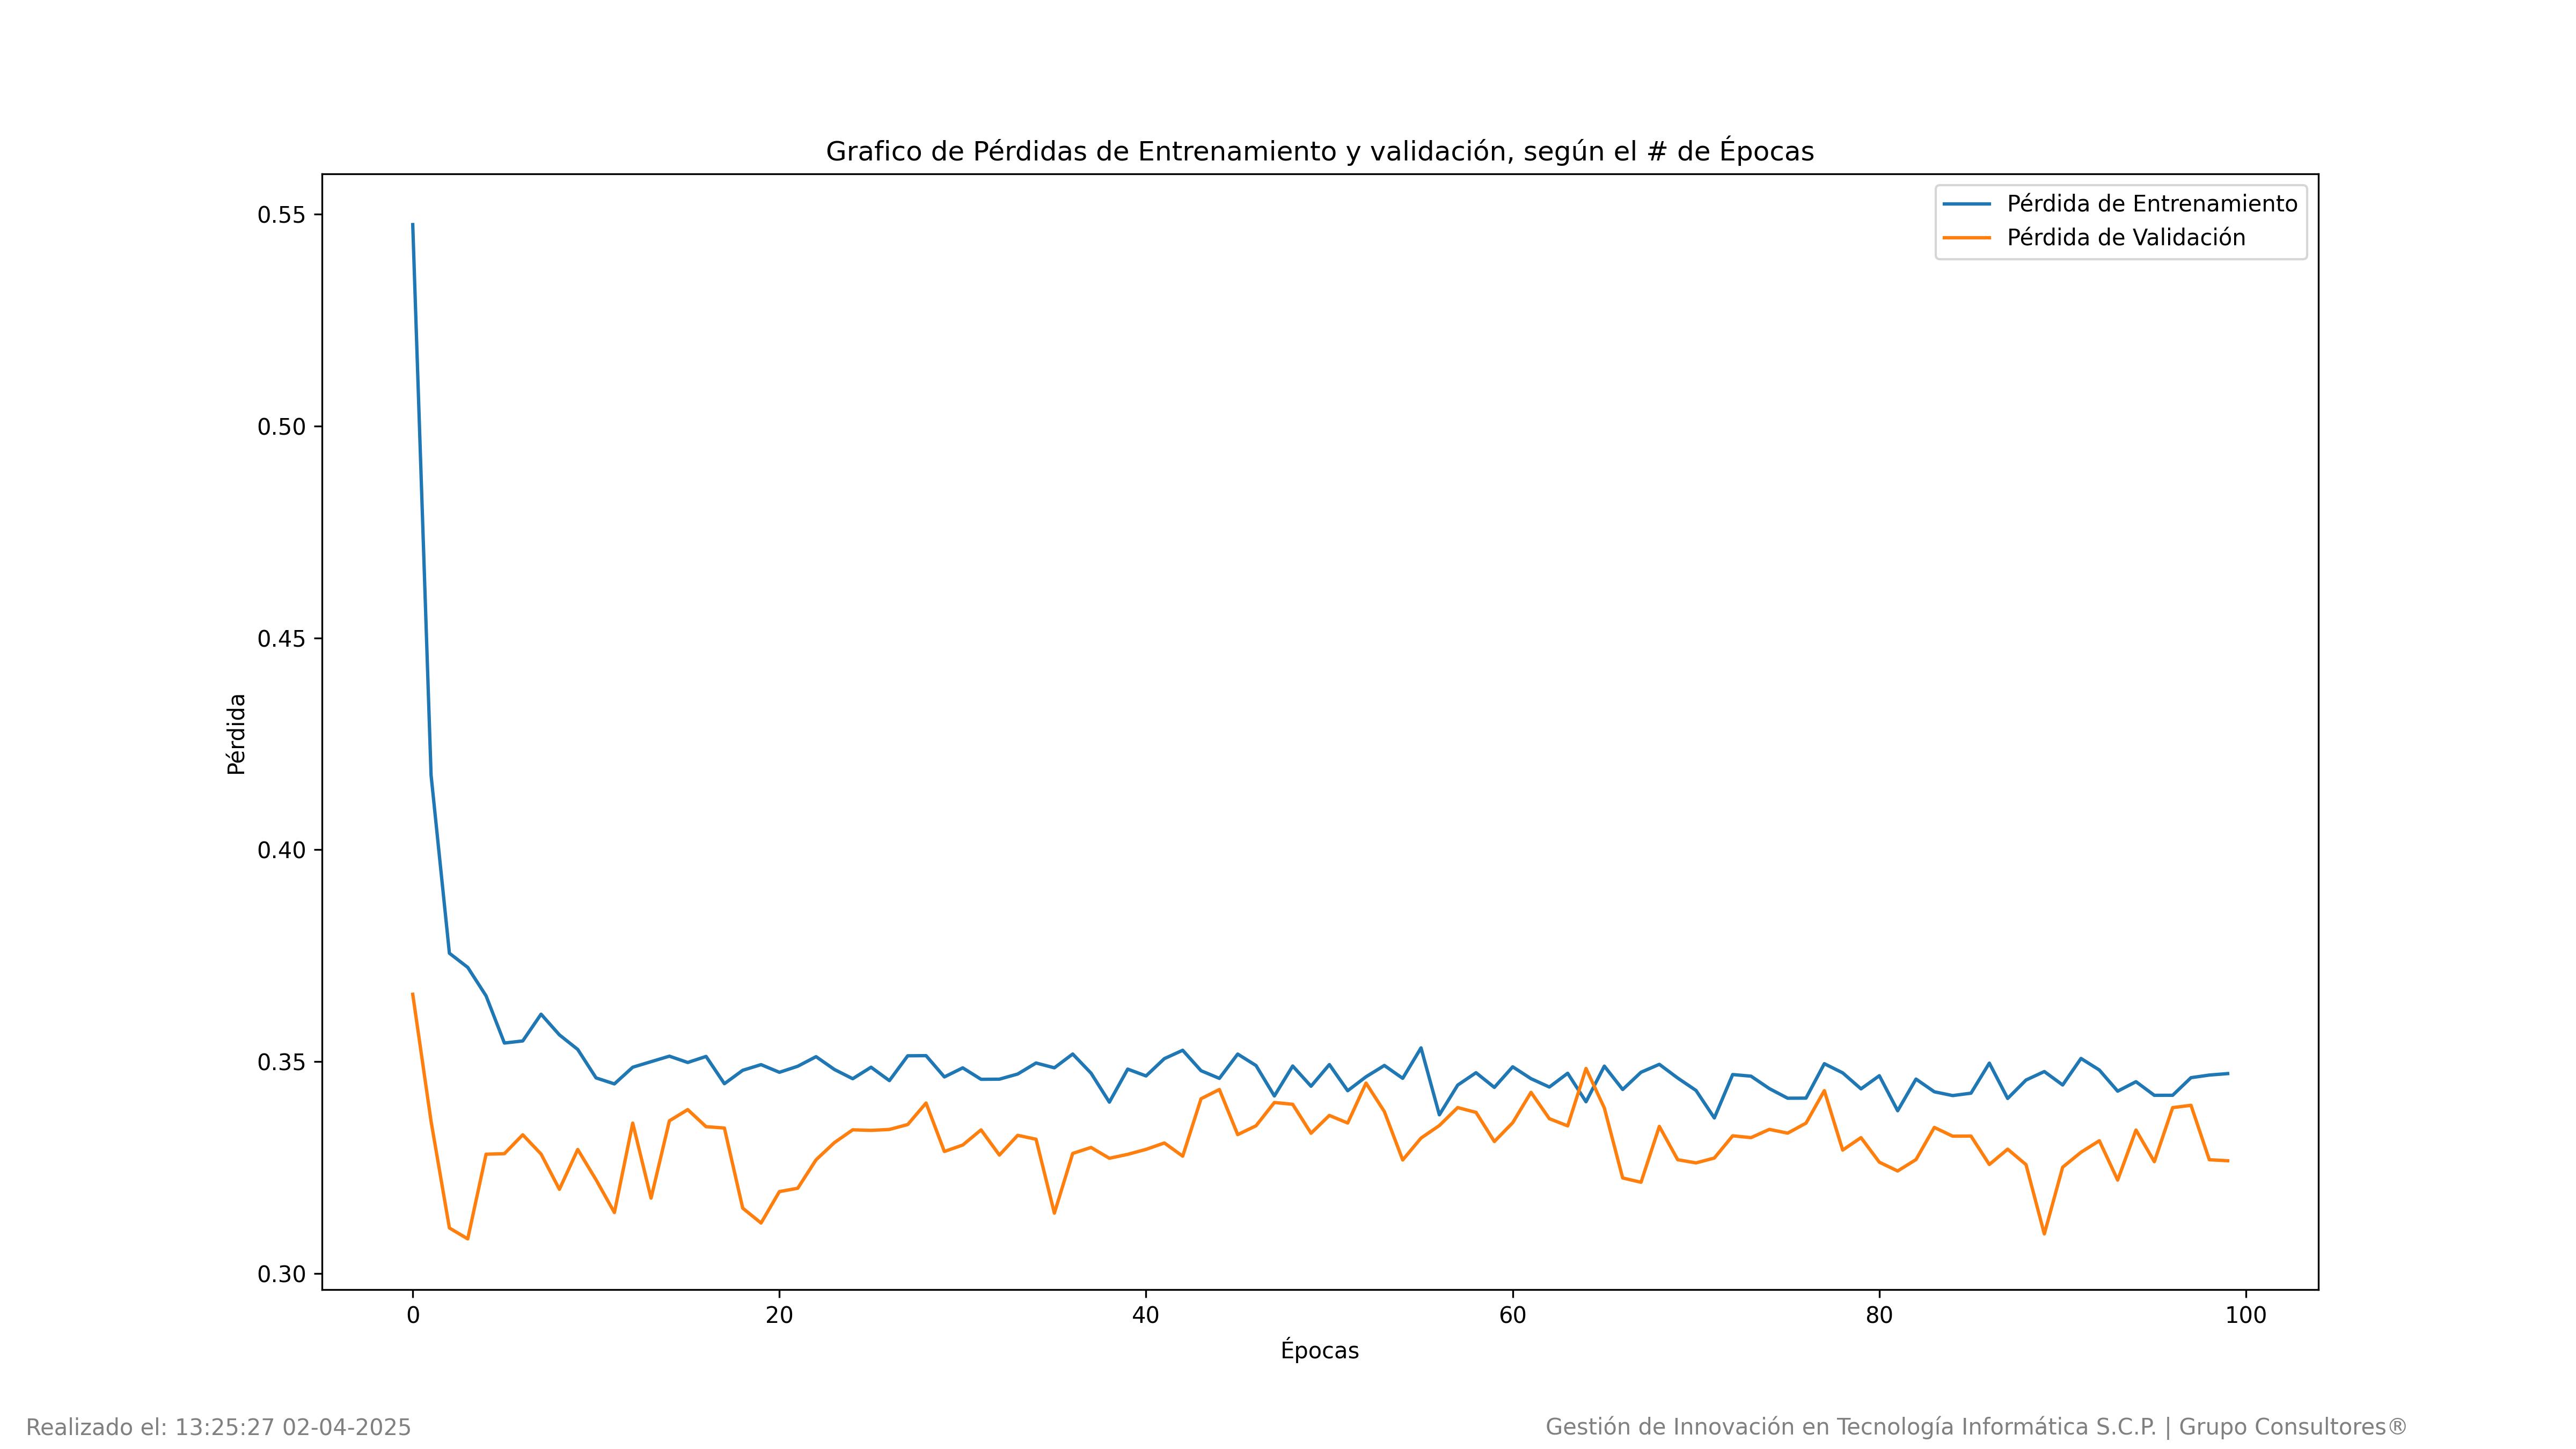 Grafico de Pérdidas de Entrenamiento y validación, según el # de Épocas
Pérdida de Entrenamiento
Pérdida de Validación
0.55
0.50
0.45
0.40
0.35
0.30
Pérdida
0
20
40
60
80
100
Épocas
Realizado el: 13:25:27 02-04-2025
Gestión de Innovación en Tecnología Informática S.C.P. | Grupo Consultores®